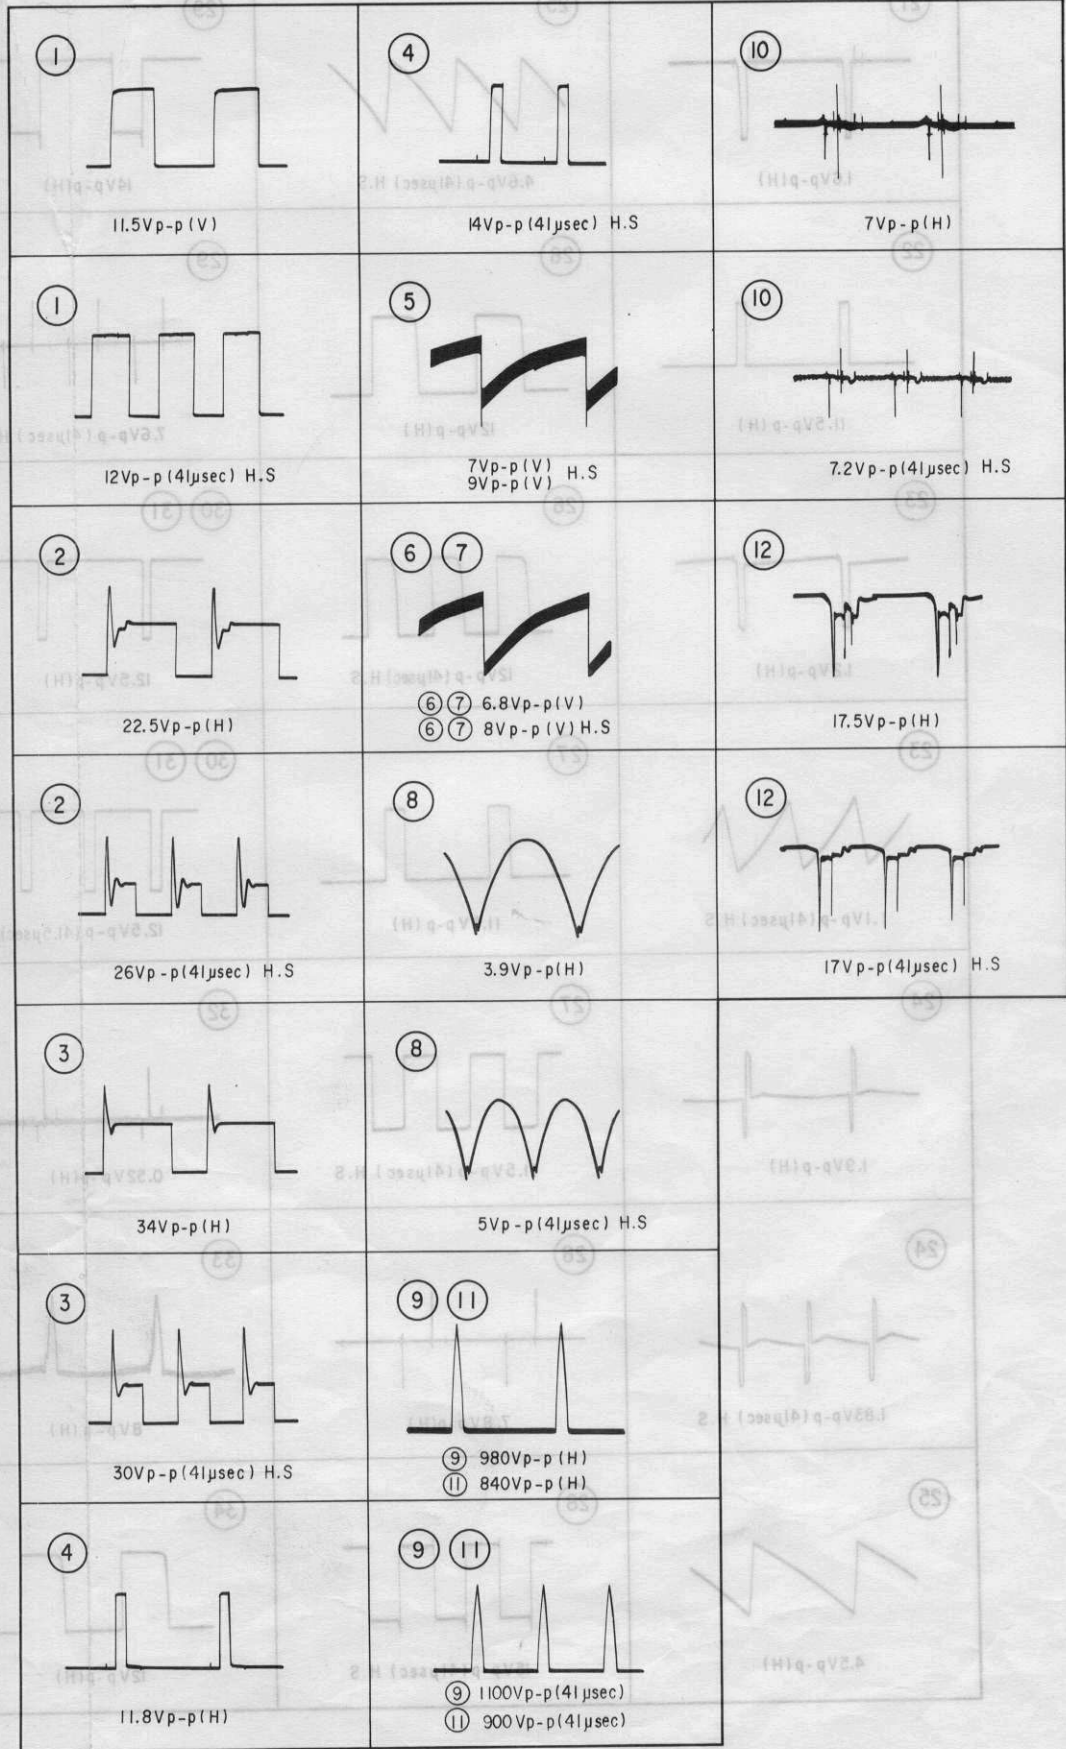 1
11.5Vp-p (V)
1
12Vp-p (41µsec) H.S
2
22.5Vp-p (H)
2
26Vp-p (41µsec) H.S
3
34Vp-p (H)
3
30Vp-p (41µsec) H.S
4
11.8Vp-p (H)
4
14Vp-p (41µsec) H.S
5
7Vp-p (V)
9Vp-p (V) H.S
6 7
6 7 6.8Vp-p (V)
6 7 8Vp-p (V) H.S
8
3.9Vp-p (H)
8
5Vp-p (41µsec) H.S
9 11
9 980Vp-p (H)
11 840Vp-p (H)
9 11
9 1100Vp-p (41µsec)
11 900Vp-p (41µsec)
10
7Vp-p (H)
10
7.2Vp-p (41µsec) H.S
12
17.5Vp-p (H)
12
17Vp-p (41µsec) H.S